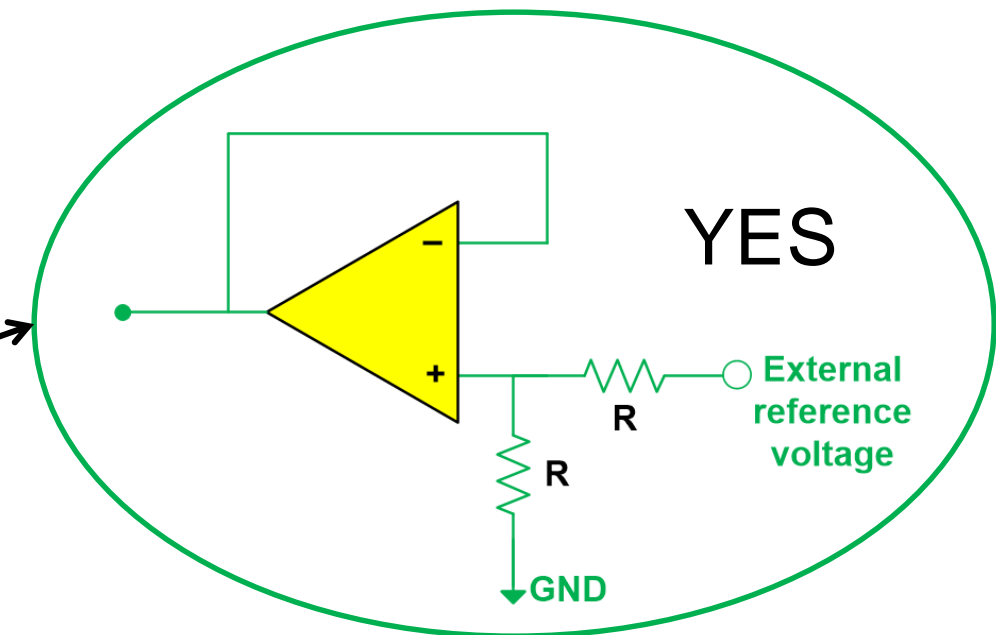 YES
−
+
External
reference
voltage
R
R
GND